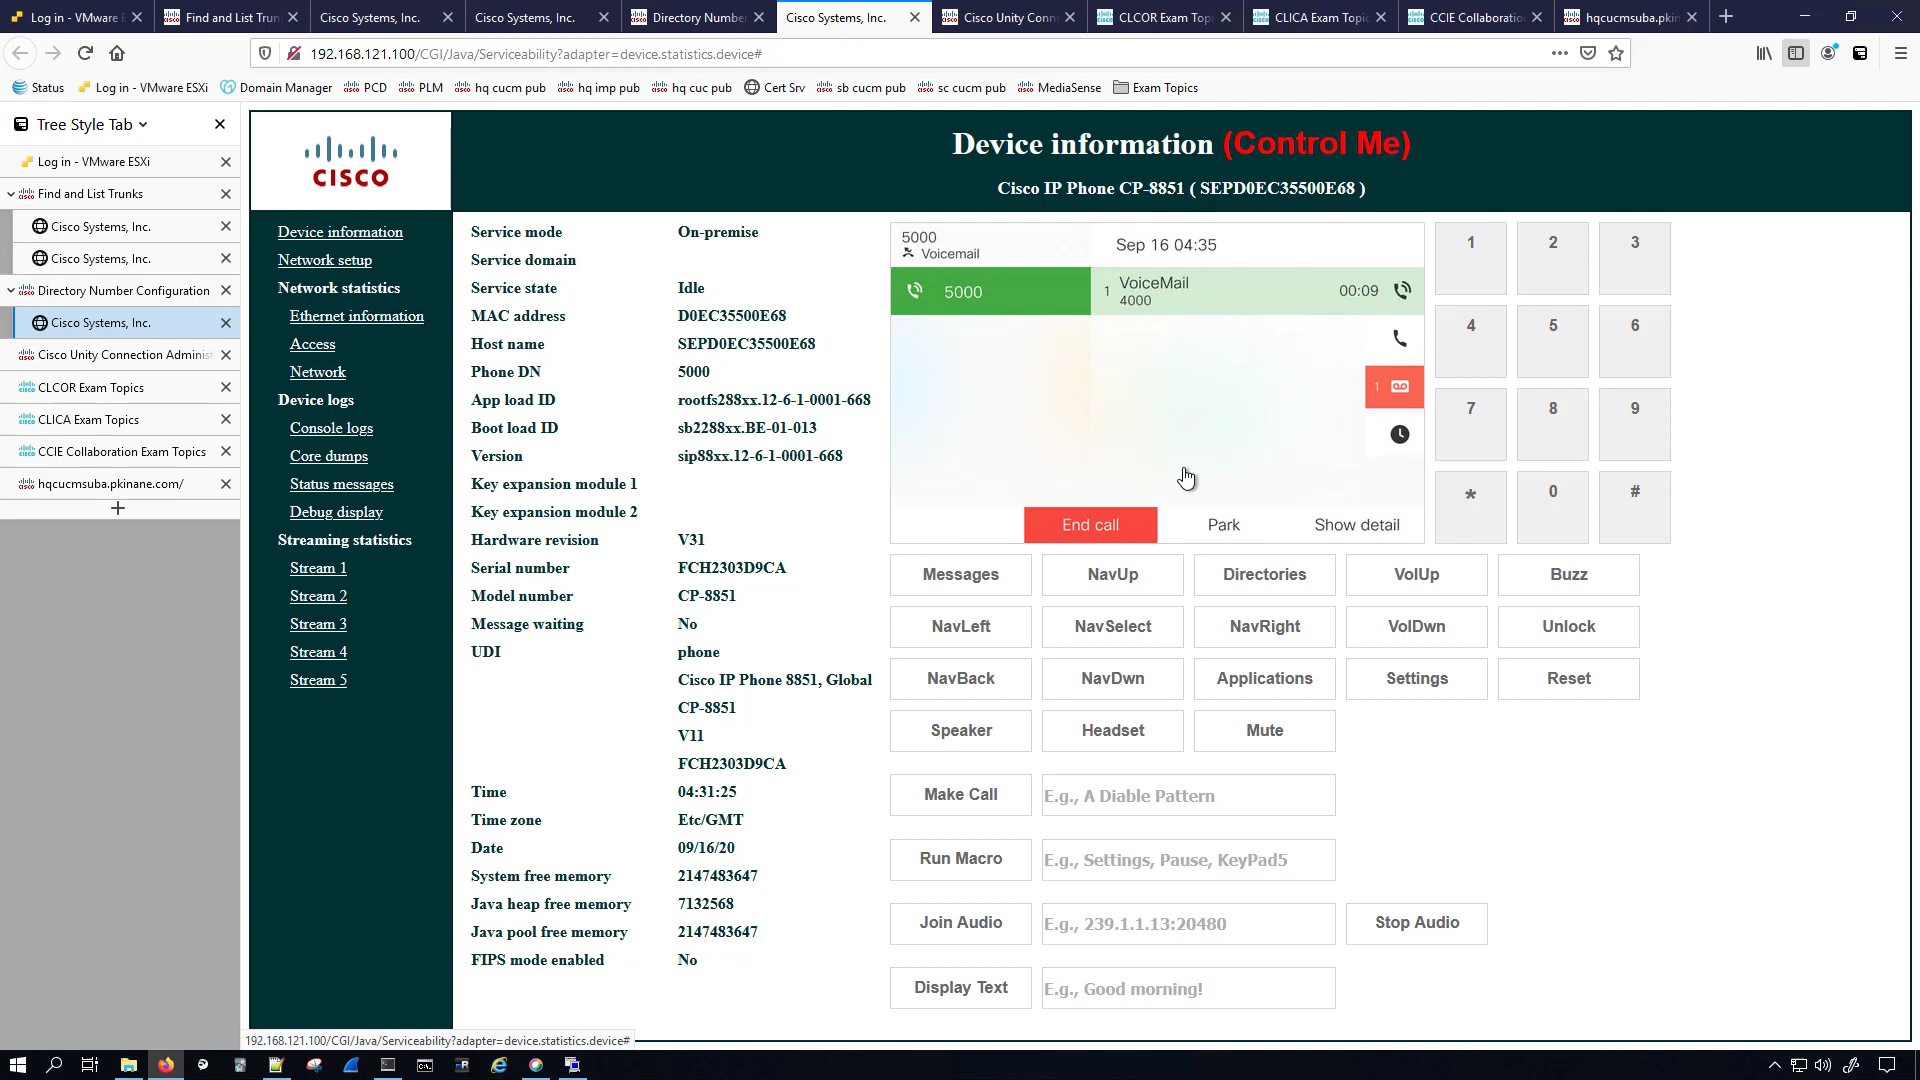 Log in - VMware E
Find and List Trun
Cisco Systems, Inc.
Cisco Systems, Inc.
Directory Number
Cisco Systems, Inc.
Cisco Unity Conn
CLCOR Exam Topi
CLICA Exam Topic
CCIE Collaboratio
hqcucmsuba.pkin
192.168.121.100/CGI/Java/Serviceability?adapter=device.statistics.device#
Status
Log in - VMware ESXi
Domain Manager
PCD
PLM
hq cucm pub
hq imp pub
hq cuc pub
Cert Srv
sb cucm pub
sc cucm pub
MediaSense
Exam Topics
Tree Style Tab
Log in - VMware ESXi
Find and List Trunks
Cisco Systems, Inc.
Cisco Systems, Inc.
Directory Number Configuration
Cisco Systems, Inc.
Cisco Unity Connection Adminis
CLCOR Exam Topics
CLICA Exam Topics
CCIE Collaboration Exam Topics
hqcucmsuba.pkinane.com/
CISCO
Device information (Control Me)
Cisco IP Phone CP-8851 ( SEPD0EC35500E68 )
Device information
Network setup
Network statistics
Ethernet information
Access
Network
Device logs
Console logs
Core dumps
Status messages
Debug display
Streaming statistics
Stream 1
Stream 2
Stream 3
Stream 4
Stream 5
Service mode On-premise
Service domain
Service state Idle
MAC address D0EC35500E68
Host name SEPD0EC35500E68
Phone DN 5000
App load ID rootfs288xx.12-6-1-0001-668
Boot load ID sb2288xx.BE-01-013
Version sip88xx.12-6-1-0001-668
Key expansion module 1
Key expansion module 2
Hardware revision V31
Serial number FCH2303D9CA
Model number CP-8851
Message waiting No
UDI phone
Cisco IP Phone 8851, Global
CP-8851
V11
FCH2303D9CA
Time 04:31:25
Time zone Etc/GMT
Date 09/16/20
System free memory 2147483647
Java heap free memory 7132568
Java pool free memory 2147483647
FIPS mode enabled No
5000
Voicemail
Sep 16 04:35
5000
1 VoiceMail
4000
00:09
1
End call Park Show detail
1 2 3
4 5 6
7 8 9
* 0 #
Messages NavUp Directories VolUp Buzz
NavLeft NavSelect NavRight VolDwn Unlock
NavBack NavDwn Applications Settings Reset
Speaker Headset Mute
Make Call E.g., A Diable Pattern
Run Macro E.g., Settings, Pause, KeyPad5
Join Audio E.g., 239.1.1.13:20480 Stop Audio
Display Text E.g., Good morning!
192.168.121.100/CGI/Java/Serviceability?adapter=device.statistics.device#